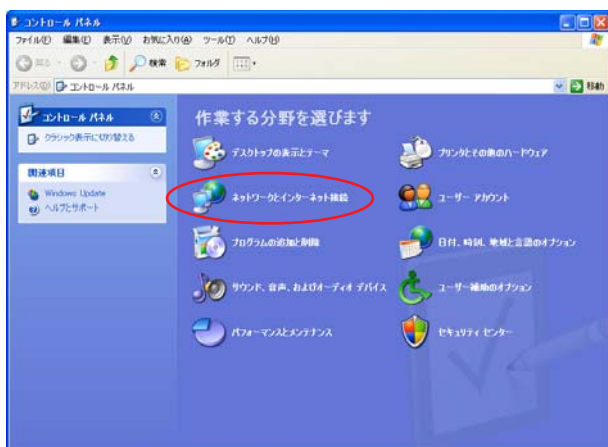 コントロール パネル
ファイル(F) 編集(E) 表示(V) お気に入り(A) ツール(T) ヘルプ(H)
戻る 検索 フォルダ
アドレス(D) コントロール パネル 移動
コントロール パネル
クラシック表示に切り替える
関連項目
Windows Update
ヘルプとサポート
作業する分野を選びます
デスクトップの表示とテーマ プリンタとその他のハードウェア
ネットワークとインターネット接続 ユーザー アカウント
プログラムの追加と削除 日付、時刻、地域と言語のオプション
サウンド、音声、およびオーディオ デバイス ユーザー補助のオプション
パフォーマンスとメンテナンス セキュリティ センター